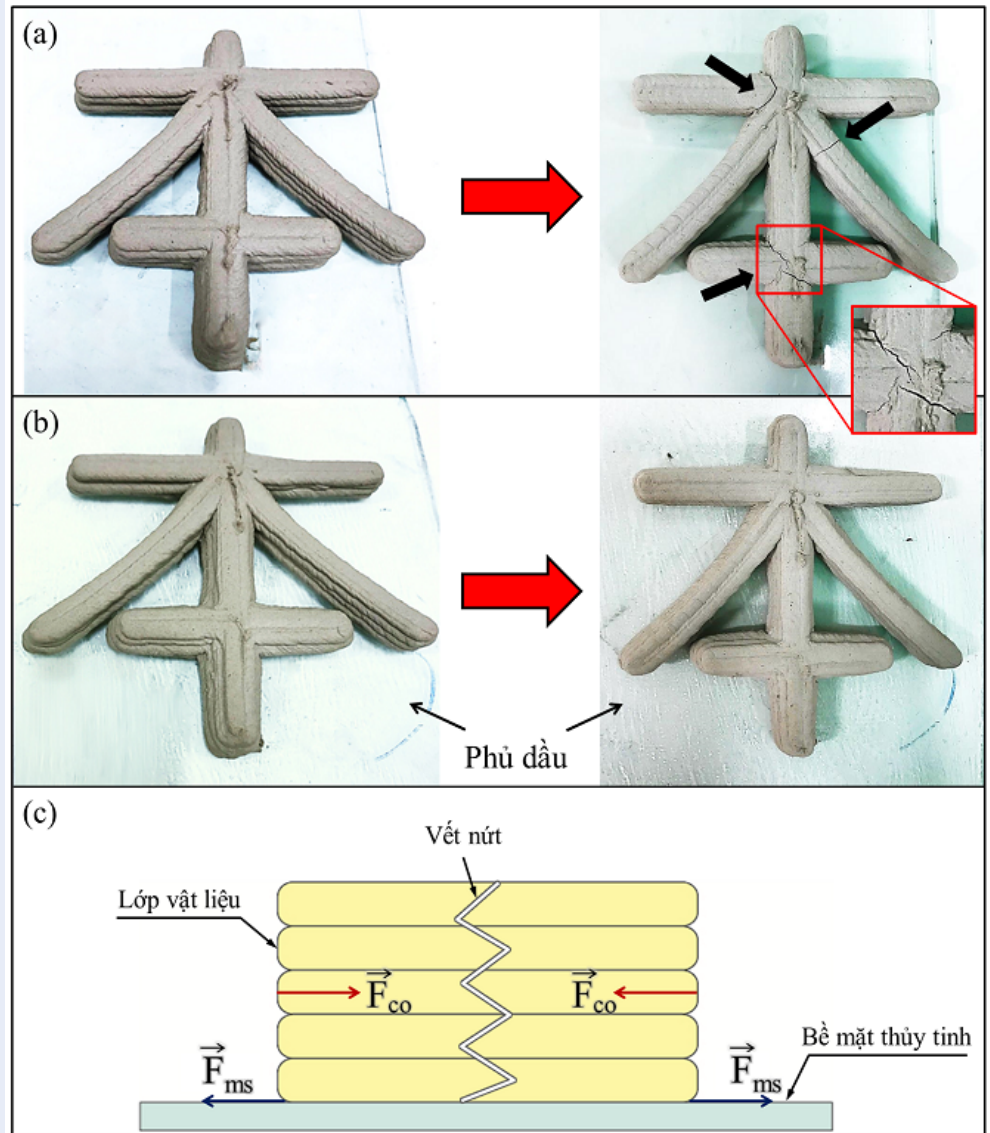 (a)
(b)
Phủ dầu
(c)
Vết nứt
Lớp vật liệu
F co
F co
Bề mặt thủy tinh
F ms
F ms